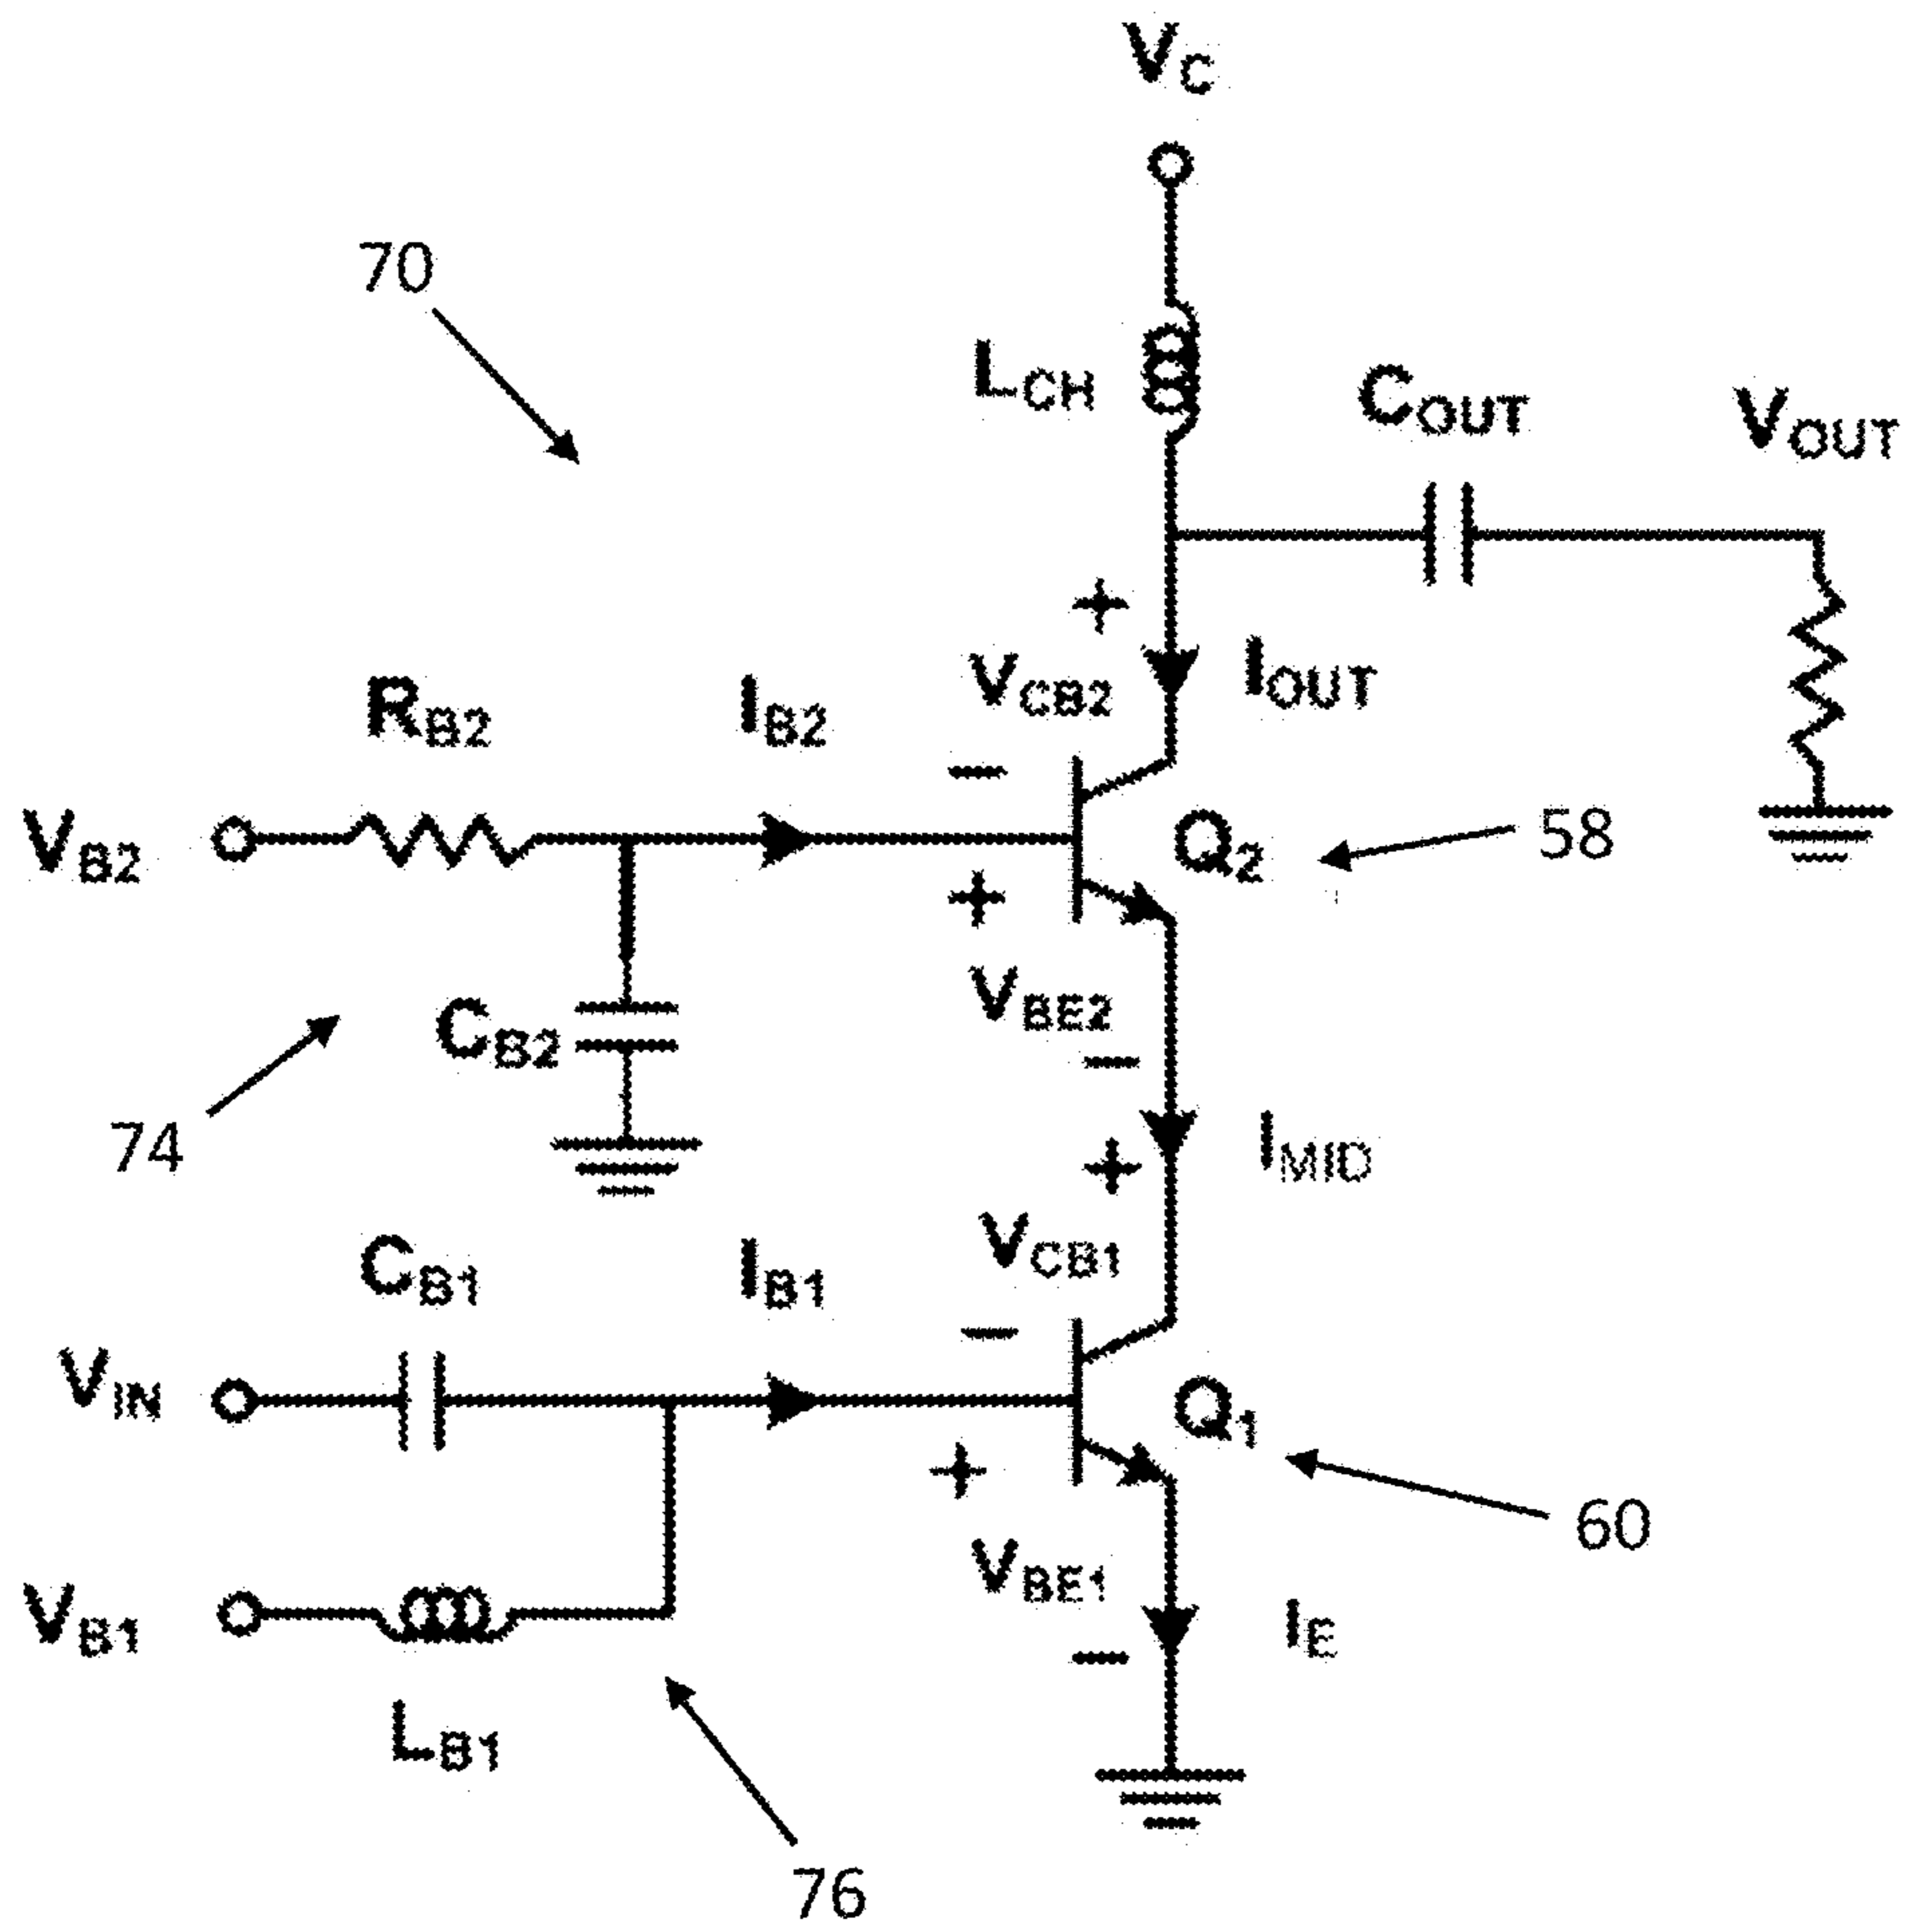 VC
70
LCH
COUT
VOUT
+
VCB2
IOUT
RB2
IB2
−
VB2
Q2
58
+
VBE2
CB2
−
74
IMID
+
VCB1
CB1
IB1
−
VIN
Q1
+
60
VBE1
VB1
IE
−
LB1
76